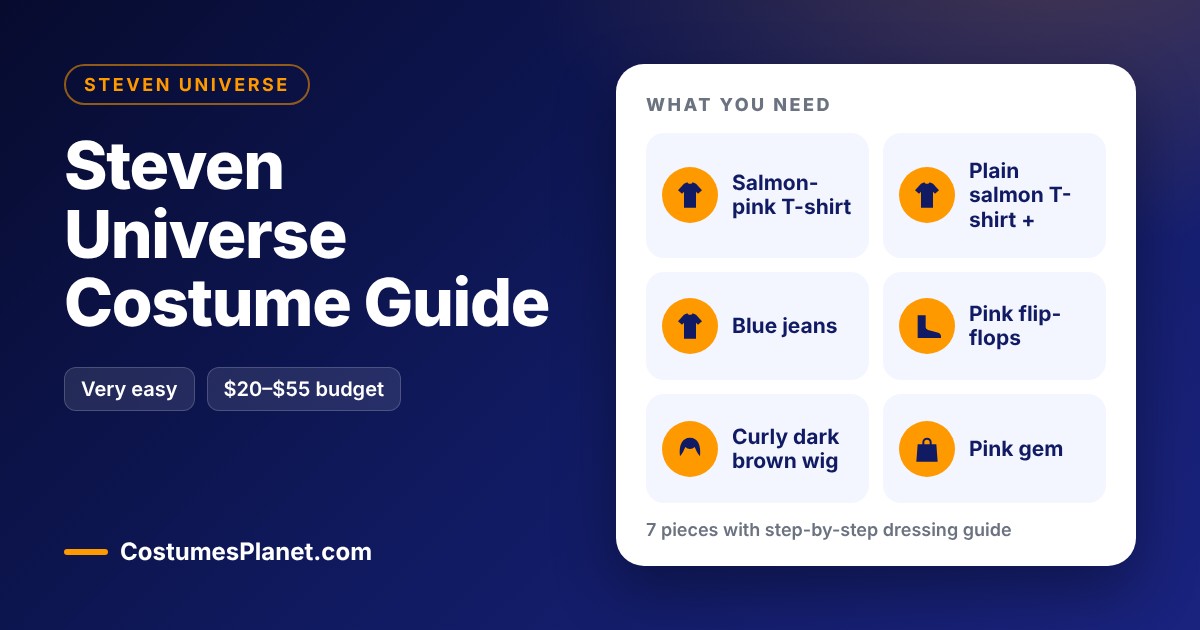 STEVEN UNIVERSE
Steven
Universe
Costume Guide
Very easy
$20–$55 budget
CostumesPlanet.com
WHAT YOU NEED
Salmon-
pink T-shirt
Plain
salmon T-
shirt +
Blue jeans
Pink flip-
flops
Curly dark
brown wig
Pink gem
7 pieces with step-by-step dressing guide